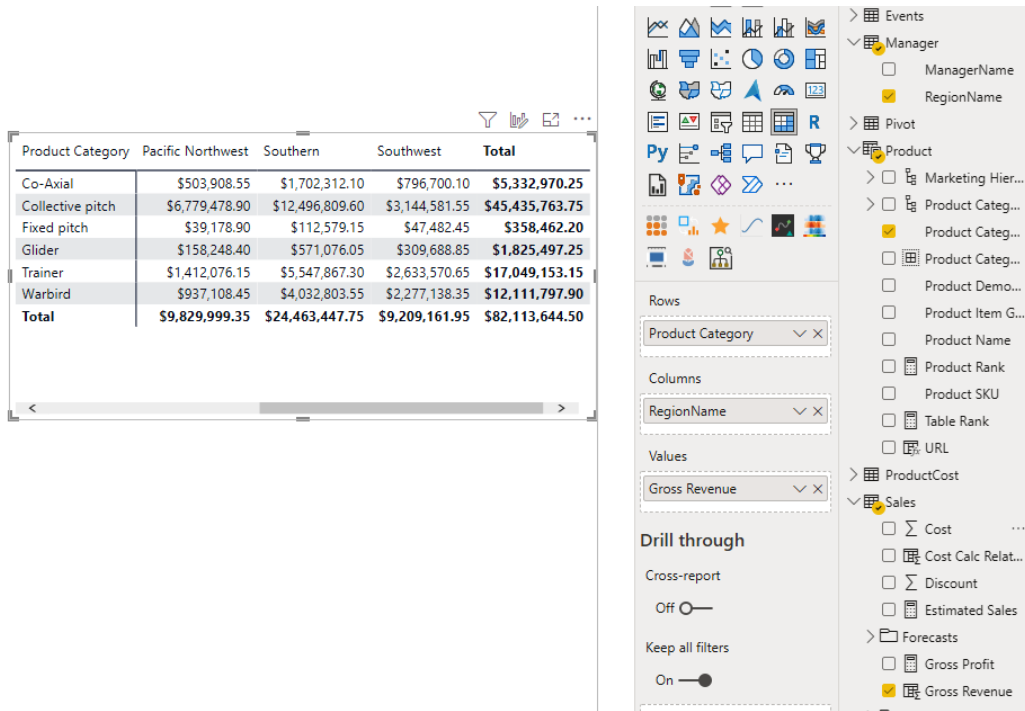 Product Category Pacific Northwest Southern Southwest Total
Co-Axial $503,908.55 $1,702,312.10 $796,700.10 $5,332,970.25
Collective pitch $6,779,478.90 $12,496,809.60 $3,144,581.55 $45,435,763.75
Fixed pitch $39,178.90 $112,579.15 $47,482.45 $358,462.20
Glider $158,248.40 $571,076.05 $309,688.85 $1,825,497.25
Trainer $1,412,076.15 $5,547,867.30 $2,633,570.65 $17,049,153.15
Warbird $937,108.45 $4,032,803.55 $2,277,138.35 $12,111,797.90
Total $9,829,999.35 $24,463,447.75 $9,209,161.95 $82,113,644.50
123
R
Py
Rows
Product Category
Columns
RegionName
Values
Gross Revenue
Drill through
Cross-report
Off
Keep all filters
On
Events
Manager
ManagerName
RegionName
Pivot
Product
Marketing Hier...
Product Categ...
Product Categ...
Product Categ...
Product Demo...
Product Item G...
Product Name
Product Rank
Product SKU
Table Rank
URL
ProductCost
Sales
Cost
Cost Calc Relat...
Discount
Estimated Sales
Forecasts
Gross Profit
Gross Revenue